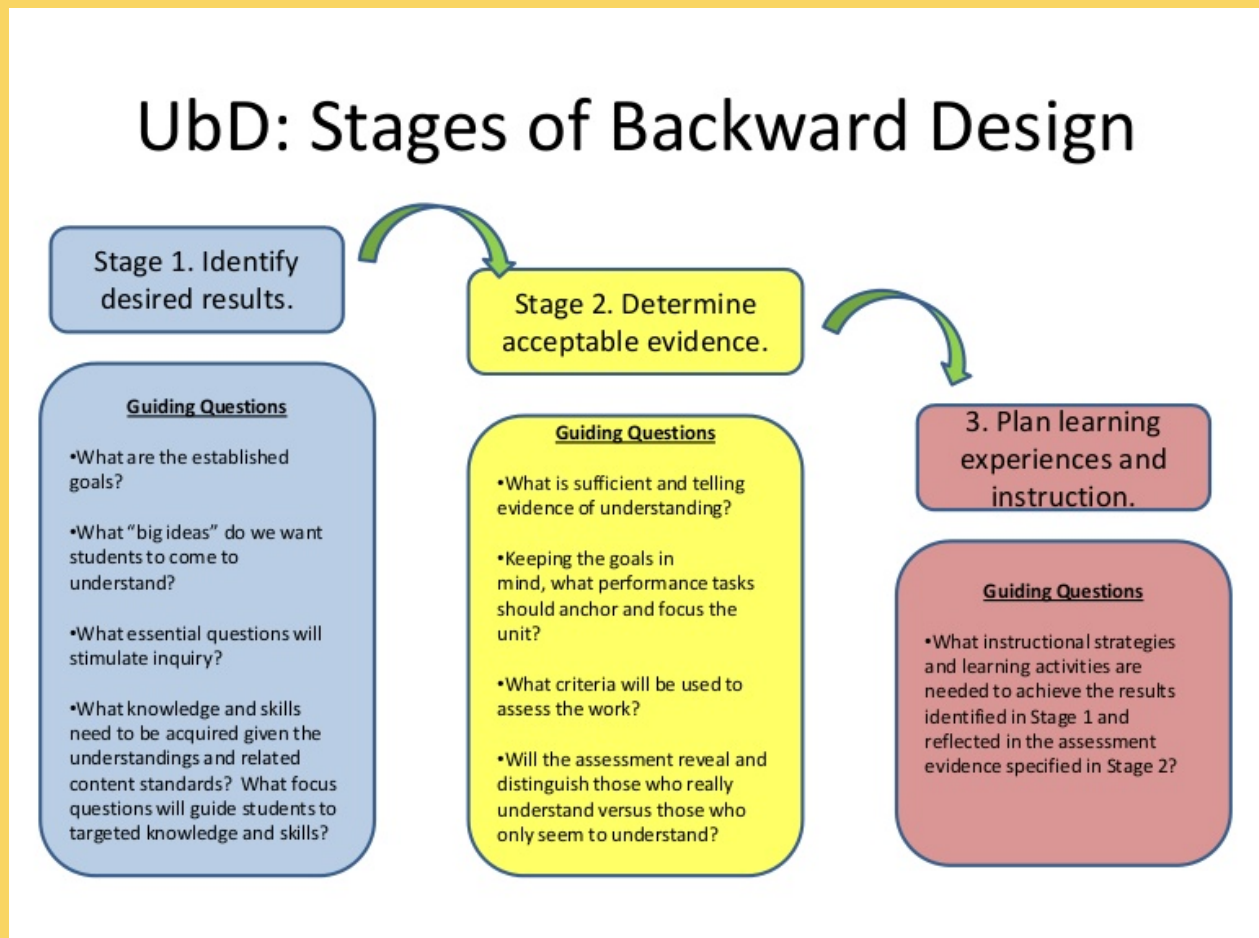 UbD: Stages of Backward Design
Stage 1. Identify
desired results.
Guiding Questions
•What are the established
goals?
•What “big ideas” do we want
students to come to
understand?
•What essential questions will
stimulate inquiry?
•What knowledge and skills
need to be acquired given the
understandings and related
content standards?  What focus
questions will guide students to
targeted knowledge and skills?
Stage 2. Determine
acceptable evidence.
Guiding Questions
•What is sufficient and telling
evidence of understanding?
•Keeping the goals in
mind, what performance tasks
should anchor and focus the
unit?
•What criteria will be used to
assess the work?
•Will the assessment reveal and
distinguish those who really
understand versus those who
only seem to understand?
3. Plan learning
experiences and
instruction.
Guiding Questions
•What instructional strategies
and learning activities are
needed to achieve the results
identified in Stage 1 and
reflected in the assessment
evidence specified in Stage 2?